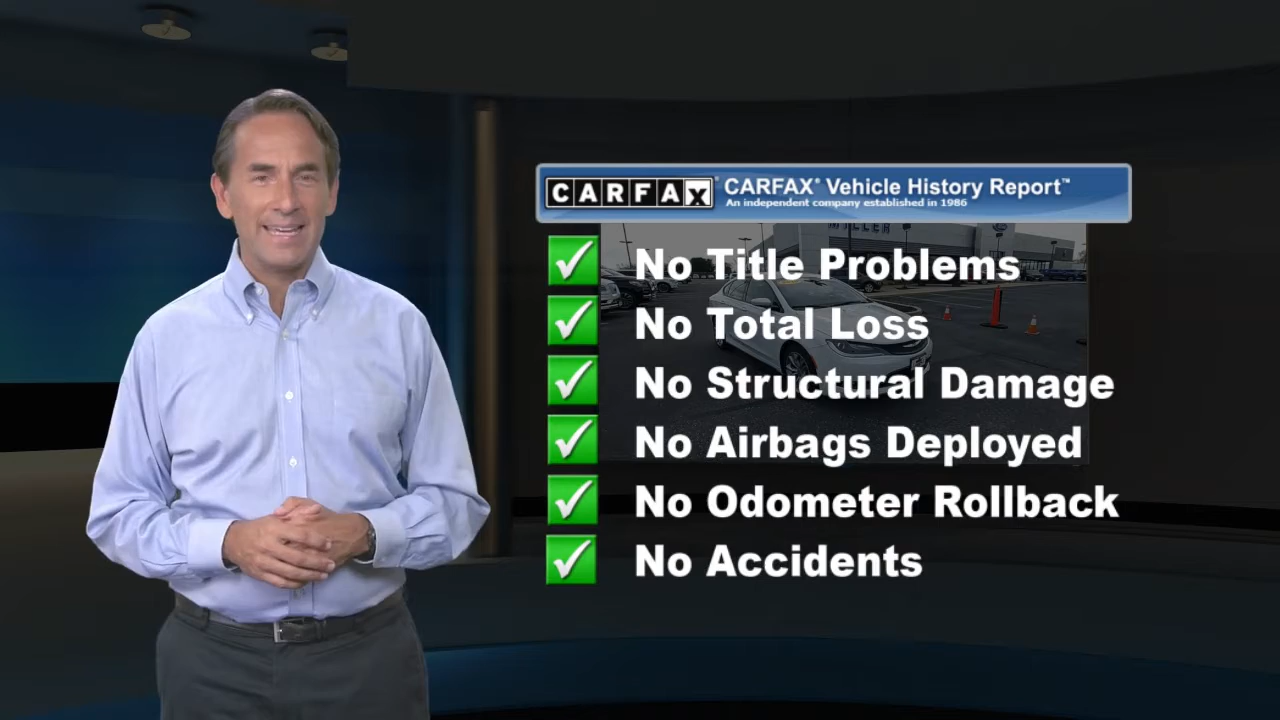 CARFAX® CARFAX® Vehicle History Report™
An independent company established in 1986
MILLER
No Title Problems
No Total Loss
No Structural Damage
No Airbags Deployed
No Odometer Rollback
No Accidents